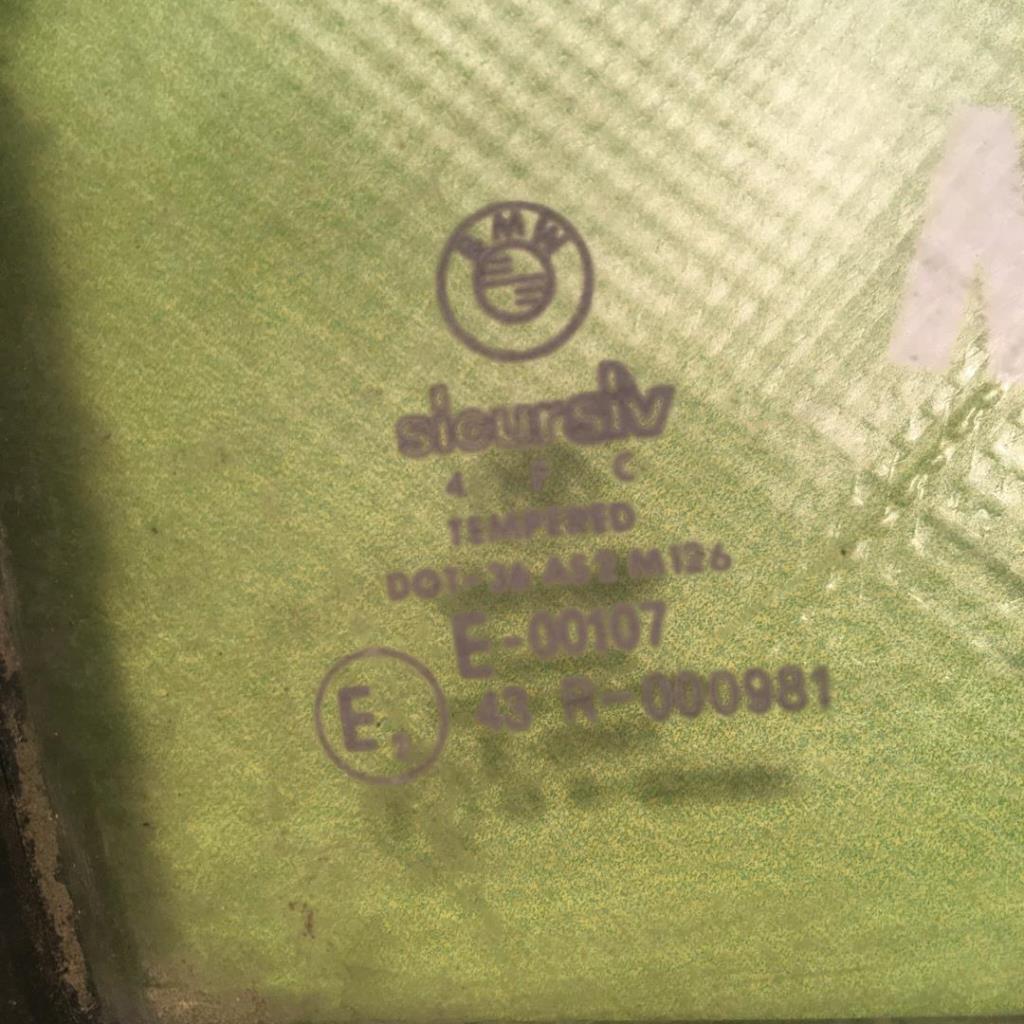 BMW
sicursiv
4 P C
TEMPERED
DOT-36 AS2 M126
E-00107
E2 43 R-000981